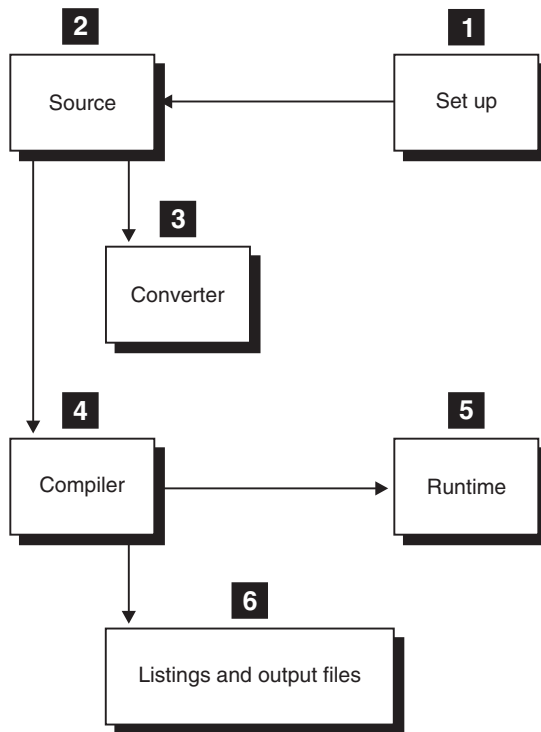 2
1
Source
Set up
3
Converter
4
5
Compiler
Runtime
6
Listings and output files